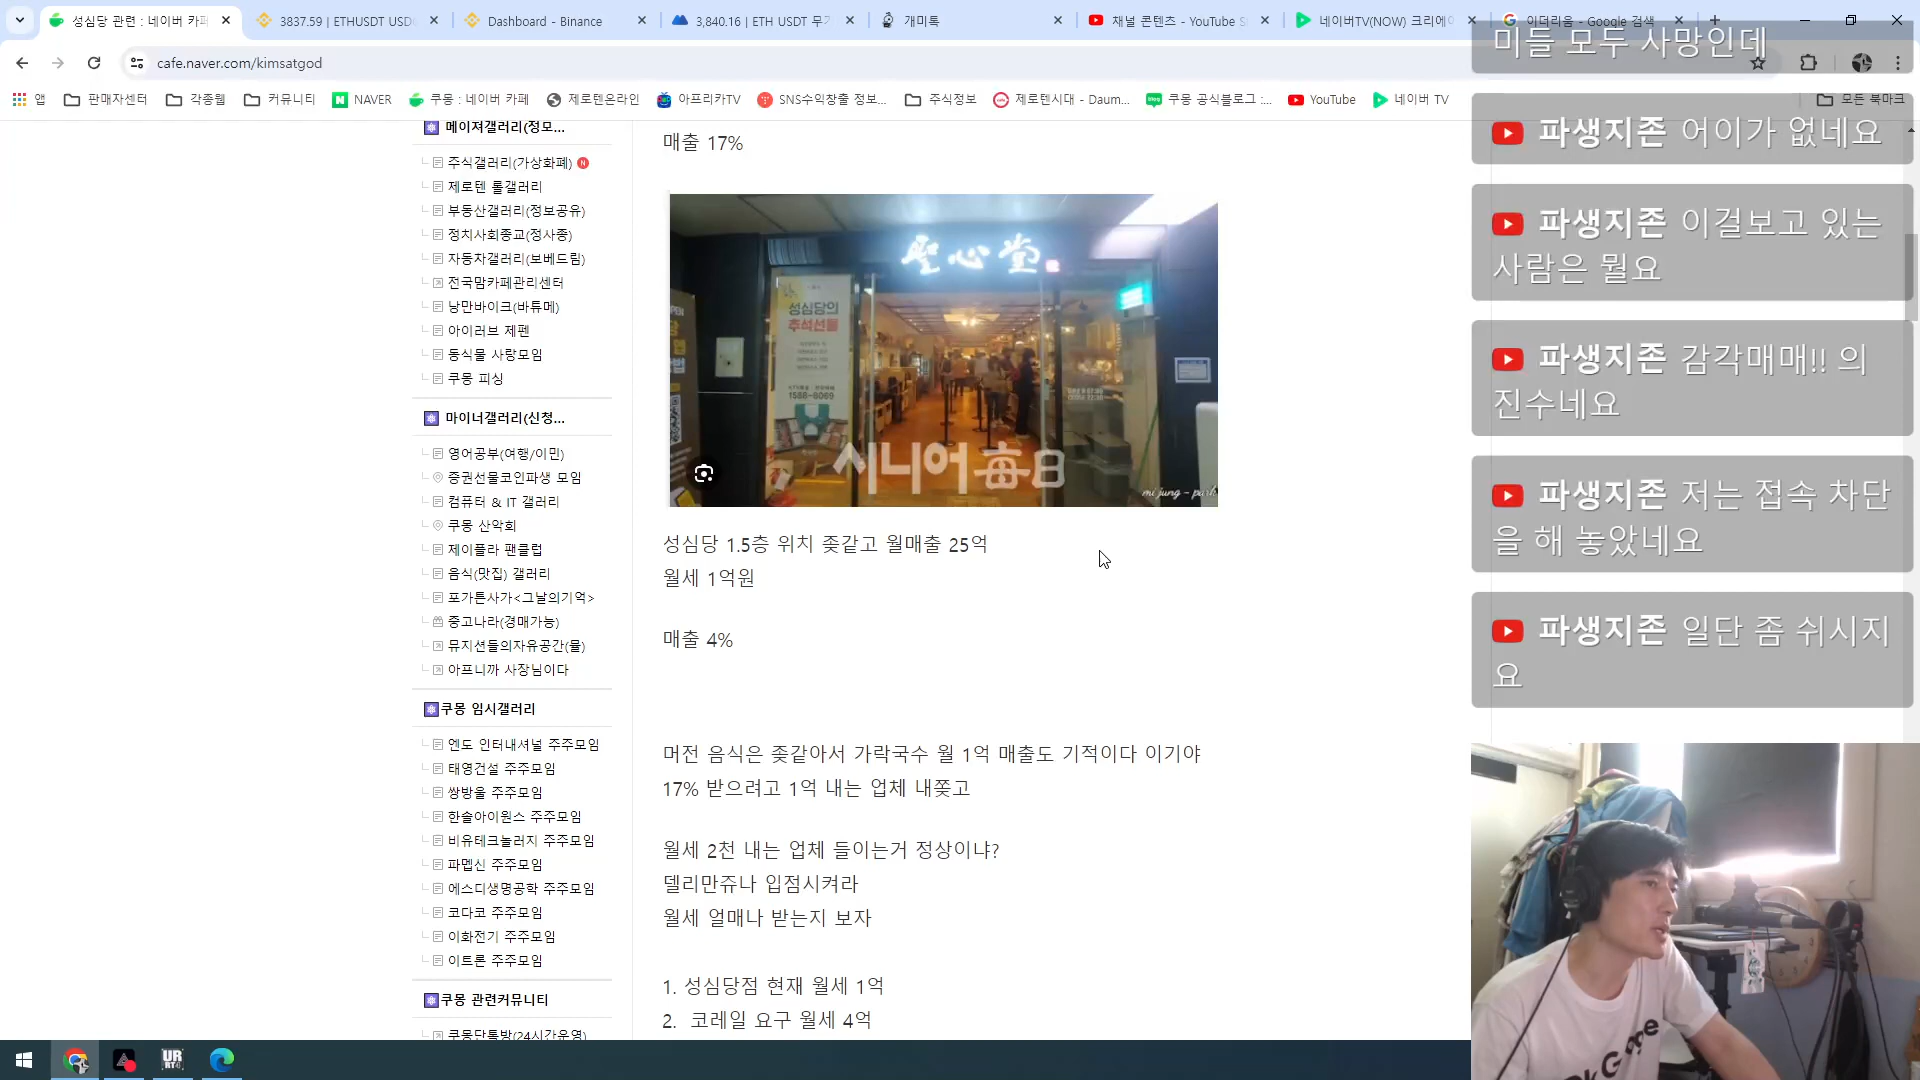 성심당 관련 : 네이버 카페
3837.59 | ETHUSDT USD
Dashboard - Binance
3,840.16 | ETH USDT 무기
개미톡
채널 콘텐츠 - YouTube S
네이버TV(NOW) 크리에이
이더리움 - Google 검색
cafe.naver.com/kimsatgod
앱
판매자센터
각종웹
커뮤니티
NAVER
쿠몽 : 네이버 카페
제로텐온라인
아프리카TV
SNS수익창출 정보...
주식정보
제로텐시대 - Daum...
쿠몽 공식블로그 :...
YouTube
네이버 TV
모든 북마크
메이져갤러리(정모...
주식갤러리(가상화폐)
제로텐 롤갤러리
부동산갤러리(정보공유)
정치사회종교(정사종)
자동차갤러리(보베드림)
전국맘카페관리센터
낭만바이크(바튜메)
아이러브 제펜
동식물 사랑모임
쿠몽 피싱
마이너갤러리(신청...
영어공부(여행/이민)
증권선물코인파생 모임
컴퓨터 & IT 갤러리
쿠몽 산악회
제이플라 팬클럽
음식(맛집) 갤러리
포가튼사가<그날의기억>
중고나라(경매가능)
뮤지션들의자유공간(뮬)
아프니까 사장님이다
쿠몽 임시갤러리
엔도 인터내셔널 주주모임
태영건설 주주모임
쌍방울 주주모임
한솔아이원스 주주모임
비유테크놀러지 주주모임
파멥신 주주모임
에스디생명공학 주주모임
코다코 주주모임
이화전기 주주모임
이트론 주주모임
쿠몽 관련커뮤니티
쿠몽단톡방(24시간운영)
매출 17%
聖心堂
성심당의
추석선물
1588-8069
시니어每日
mi jung - park
성심당 1.5층 위치 좆같고 월매출 25억
월세 1억원
매출 4%
머전 음식은 좆같아서 가락국수 월 1억 매출도 기적이다 이기야
17% 받으려고 1억 내는 업체 내쫒고
월세 2천 내는 업체 들이는거 정상이냐?
델리만쥬나 입점시켜라
월세 얼매나 받는지 보자
1. 성심당점 현재 월세 1억
2. 코레일 요구 월세 4억
미들 모두 사망인데
파생지존 어이가 없네요
파생지존 이걸보고 있는
사람은 뭘요
파생지존 감각매매!! 의
진수네요
파생지존 저는 접속 차단
을 해 놓았네요
파생지존 일단 좀 쉬시지
요
UR